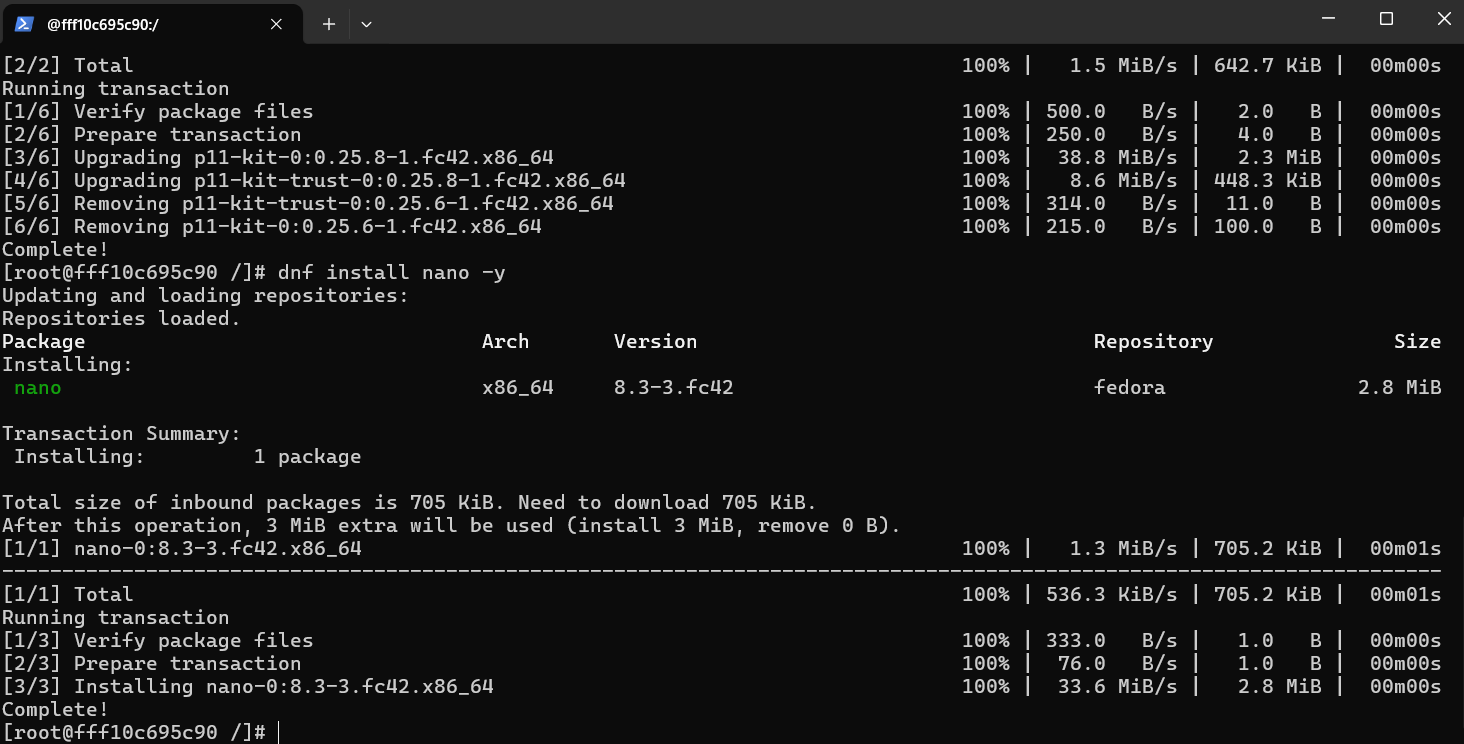 @fff10c695c90:/
[2/2] Total 100% | 1.5 MiB/s | 642.7 KiB | 00m00s
Running transaction
[1/6] Verify package files 100% | 500.0 B/s | 2.0 B | 00m00s
[2/6] Prepare transaction 100% | 250.0 B/s | 4.0 B | 00m00s
[3/6] Upgrading p11-kit-0:0.25.8-1.fc42.x86_64 100% | 38.8 MiB/s | 2.3 MiB | 00m00s
[4/6] Upgrading p11-kit-trust-0:0.25.8-1.fc42.x86_64 100% | 8.6 MiB/s | 448.3 KiB | 00m00s
[5/6] Removing p11-kit-trust-0:0.25.6-1.fc42.x86_64 100% | 314.0 B/s | 11.0 B | 00m00s
[6/6] Removing p11-kit-0:0.25.6-1.fc42.x86_64 100% | 215.0 B/s | 100.0 B | 00m00s
Complete!
[root@fff10c695c90 /]# dnf install nano -y
Updating and loading repositories:
Repositories loaded.
Package Arch Version Repository Size
Installing:
nano x86_64 8.3-3.fc42 fedora 2.8 MiB
Transaction Summary:
Installing: 1 package
Total size of inbound packages is 705 KiB. Need to download 705 KiB.
After this operation, 3 MiB extra will be used (install 3 MiB, remove 0 B).
[1/1] nano-0:8.3-3.fc42.x86_64 100% | 1.3 MiB/s | 705.2 KiB | 00m01s
------------------------------------------------------------------------------------------------------------------------
[1/1] Total 100% | 536.3 KiB/s | 705.2 KiB | 00m01s
Running transaction
[1/3] Verify package files 100% | 333.0 B/s | 1.0 B | 00m00s
[2/3] Prepare transaction 100% | 76.0 B/s | 1.0 B | 00m00s
[3/3] Installing nano-0:8.3-3.fc42.x86_64 100% | 33.6 MiB/s | 2.8 MiB | 00m00s
Complete!
[root@fff10c695c90 /]#